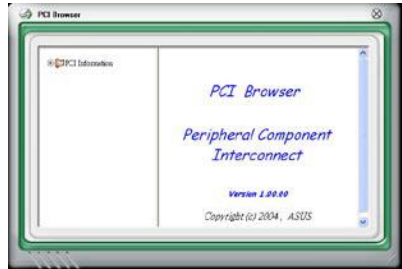 PCI Browser
PCI Information
PCI Browser
Peripheral Component
Interconnect
Version 1.00.00
Copyright (c) 2004, ASUS